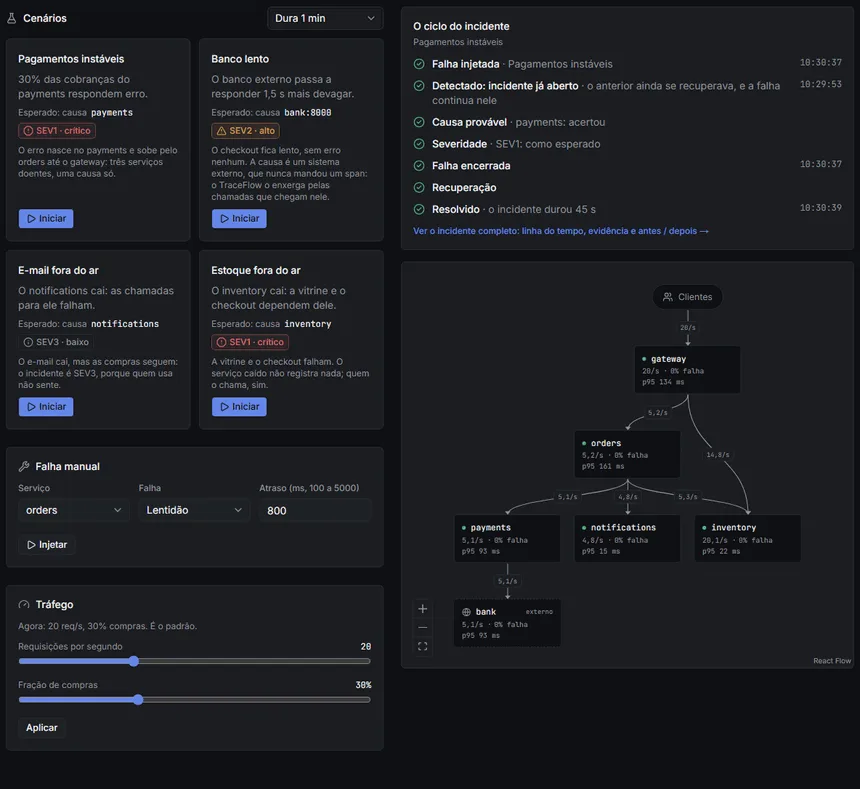 Cenários
Dura 1 min
Pagamentos instáveis
30% das cobranças do
payments respondem erro.
Esperado: causa payments
SEV1 · crítico
O erro nasce no payments e sobe pelo
orders até o gateway: três serviços
doentes, uma causa só.
Iniciar
Banco lento
O banco externo passa a
responder 1,5 s mais devagar.
Esperado: causa bank:8000
SEV2 · alto
O checkout fica lento, sem erro
nenhum. A causa é um sistema
externo, que nunca mandou um span:
o TraceFlow o enxerga pelas
chamadas que chegam nele.
Iniciar
E-mail fora do ar
O notifications cai: as chamadas
para ele falham.
Esperado: causa notifications
SEV3 · baixo
O e-mail cai, mas as compras seguem:
o incidente é SEV3, porque quem usa
não sente.
Iniciar
Estoque fora do ar
O inventory cai: a vitrine e o
checkout dependem dele.
Esperado: causa inventory
SEV1 · crítico
A vitrine e o checkout falham. O
serviço caído não registra nada; quem
o chama, sim.
Iniciar
Falha manual
Serviço
Falha
Atraso (ms, 100 a 5000)
orders
Lentidão
800
Injetar
Tráfego
Agora: 20 req/s, 30% compras. É o padrão.
Requisições por segundo
20
Fração de compras
30%
Aplicar
O ciclo do incidente
Pagamentos instáveis
Falha injetada · Pagamentos instáveis
10:30:37
Detectado: incidente já aberto · o anterior ainda se recuperava, e a falha
10:29:53
continua nele
Causa provável · payments: acertou
Severidade · SEV1: como esperado
Falha encerrada
10:30:37
Recuperação
Resolvido · o incidente durou 45 s
10:30:39
Ver o incidente completo: linha do tempo, evidência e antes / depois →
Clientes
20/s
gateway
20/s · 0% falha
p95 134 ms
5,2/s
orders
5,2/s · 0% falha
p95 161 ms
14,8/s
5,1/s
4,8/s
5,3/s
payments
5,1/s · 0% falha
p95 93 ms
notifications
4,8/s · 0% falha
p95 15 ms
inventory
20,1/s · 0% falha
p95 22 ms
5,1/s
bank
externo
5,1/s · 0% falha
p95 93 ms
React Flow